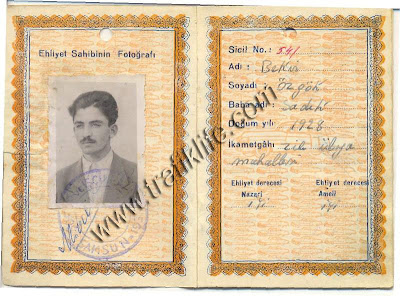 Ehliyet Sahibinin Fotoğrafı
www.trafiklife.com
SAMSUN
Sicil No.: 541
Adı : Bekir
Soyadı : Özgök
Baba adı : Sadık
Doğum yılı 1928
İkametgâhı
mahallesi
Ehliyet derecesi Ehliyet derecesi
Nazari Ameli